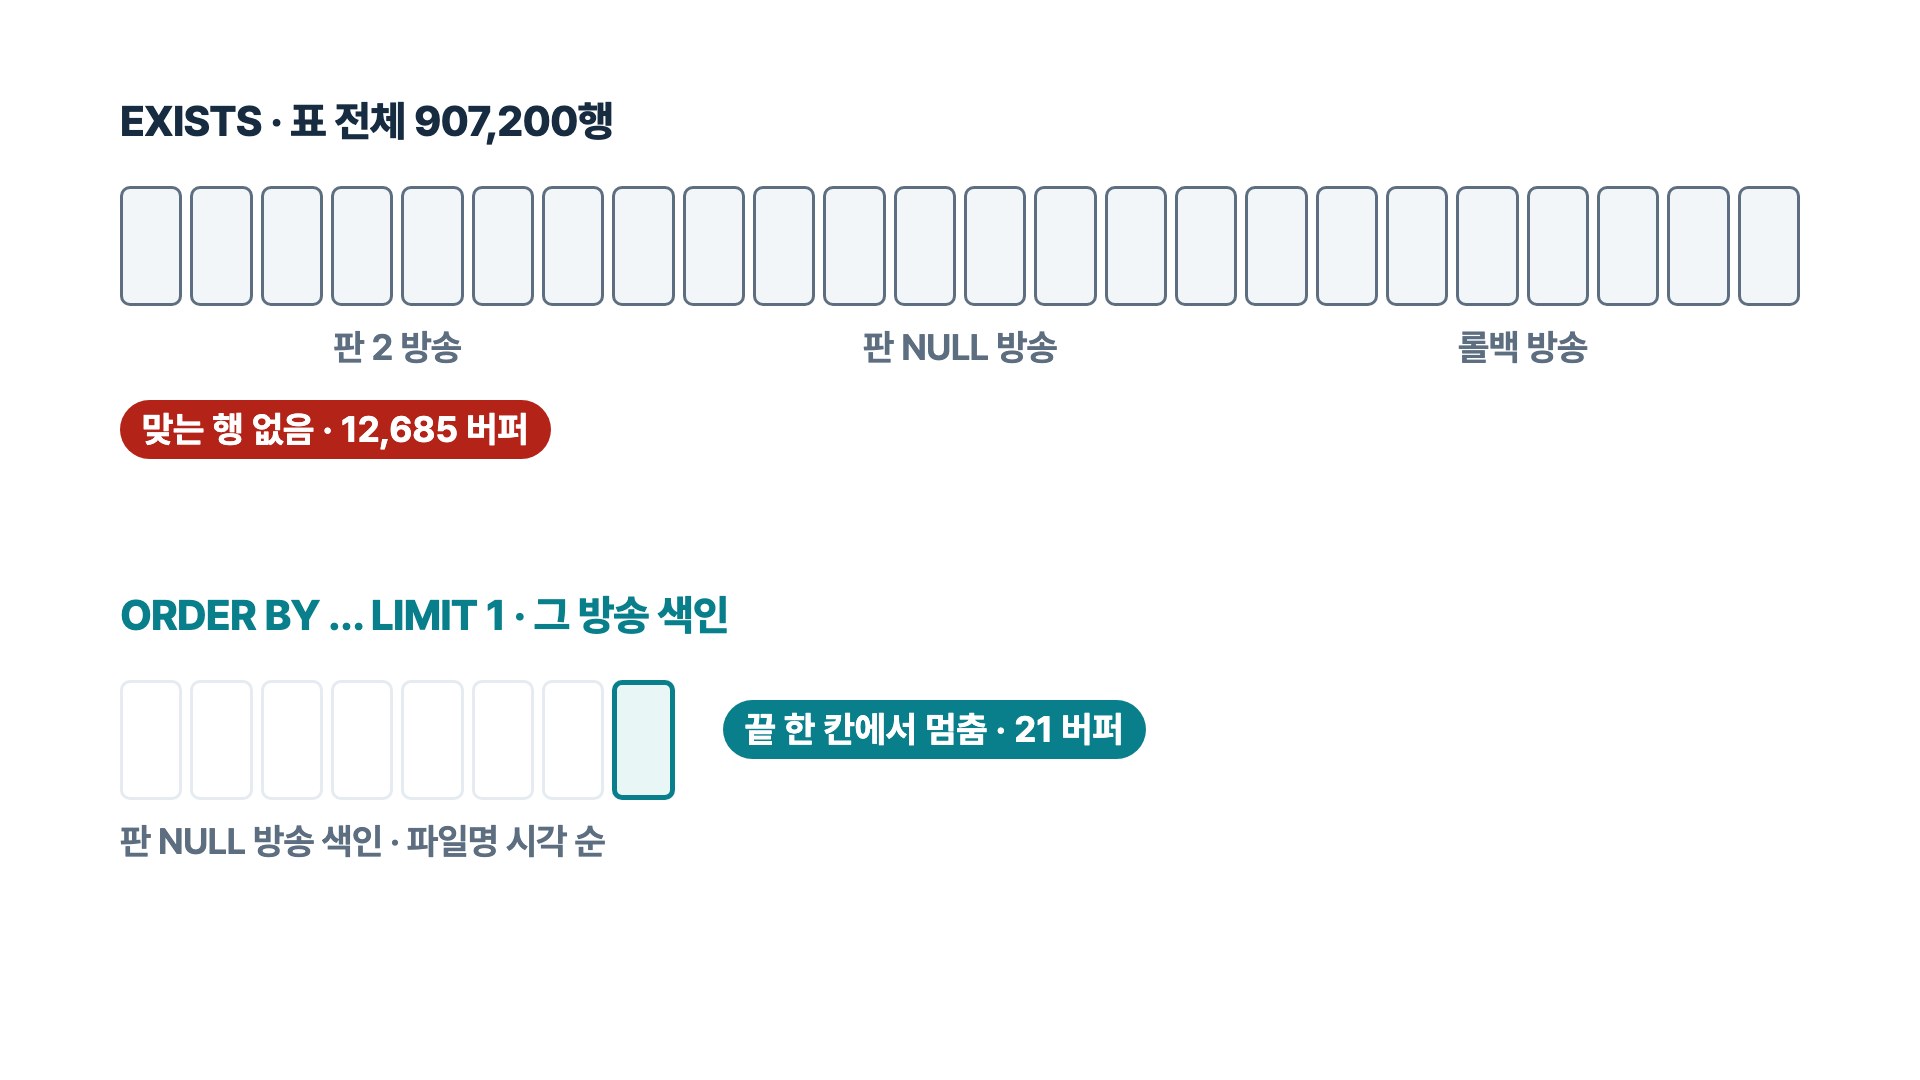 EXISTS · 표 전체 907,200행
판 2 방송
판 NULL 방송
롤백 방송
맞는 행 없음 · 12,685 버퍼
ORDER BY ... LIMIT 1 · 그 방송 색인
끝 한 칸에서 멈춤 · 21 버퍼
판 NULL 방송 색인 · 파일명 시각 순